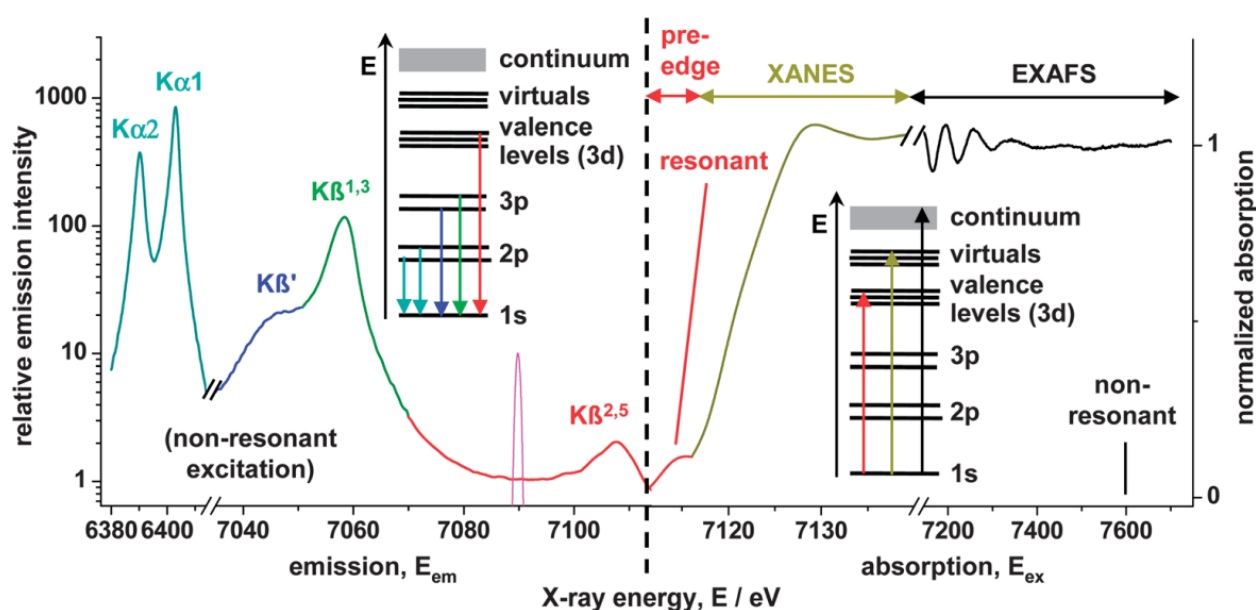 relative emission intensity
1000
100
10
1
Kα2
Kα1
Kß'
Kß1,3
Kß2,5
(non-resonant
excitation)
E
continuum
virtuals
valence
levels (3d)
3p
2p
1s
pre-
edge
XANES
EXAFS
resonant
E
continuum
virtuals
valence
levels (3d)
3p
2p
1s
non-
resonant
1
0
normalized absorption
6380 6400 7040 7060 7080 7100 7120 7130 7200 7400 7600
emission, Eem
absorption, Eex
X-ray energy, E / eV